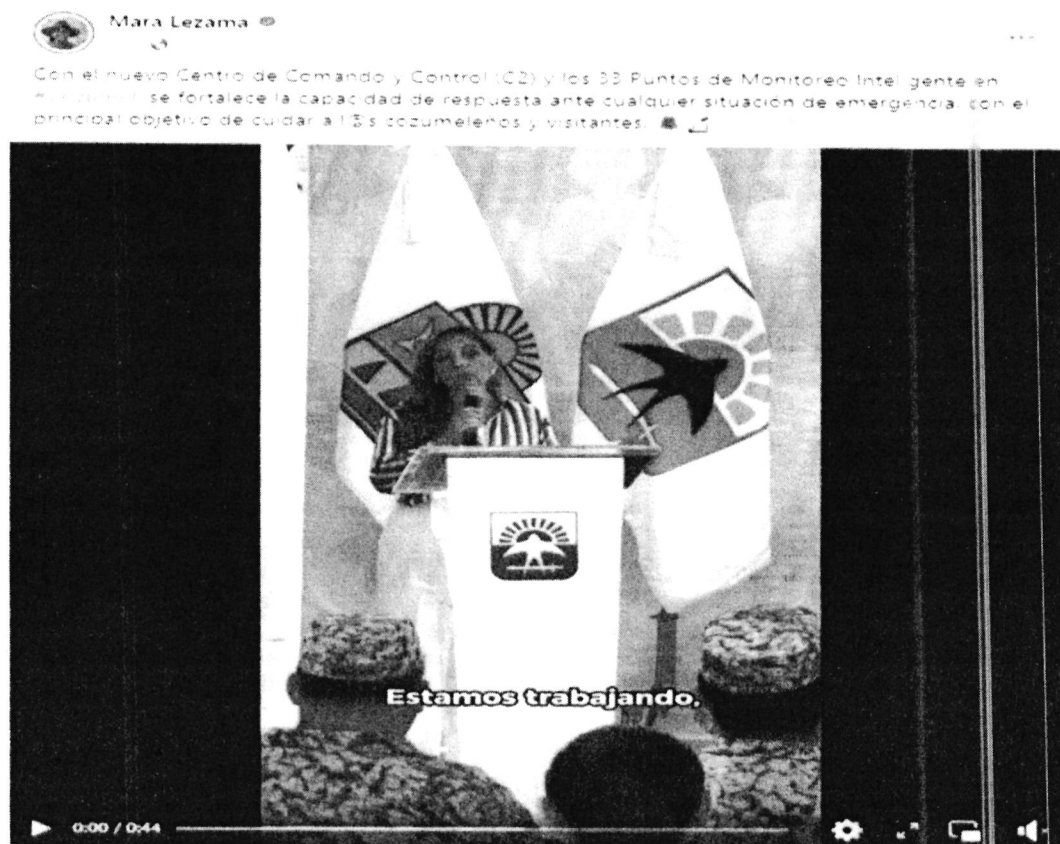 Mara Lezama
Con el nuevo Centro de Comando y Control (C2) y los 33 Puntos de Monitoreo Inteligente en
se fortalece la capacidad de respuesta ante cualquier situación de emergencia, con el
principal objetivo de cuidar a l s cozumeleños y visitantes.
Estamos trabajando,
0:00 / 0:44